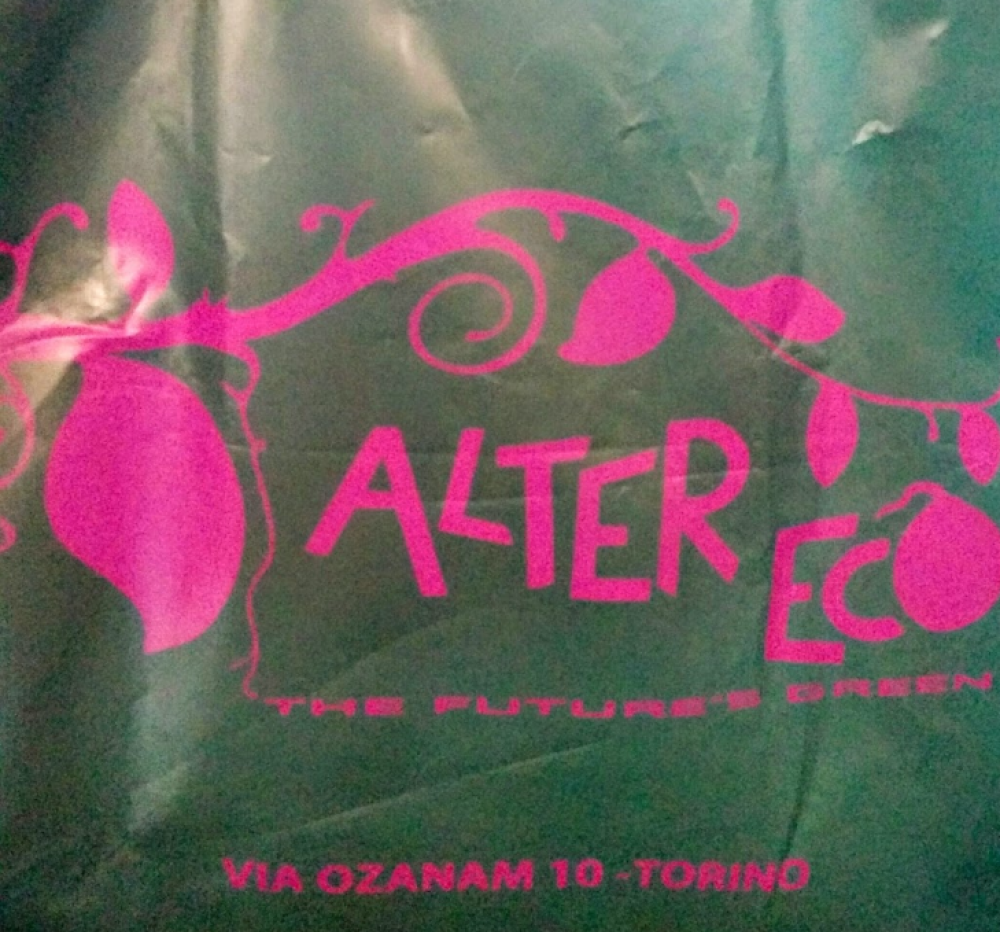 ALTER
ECO
THE FUTURE'S GREEN
VIA OZANAM 10 -TORINO